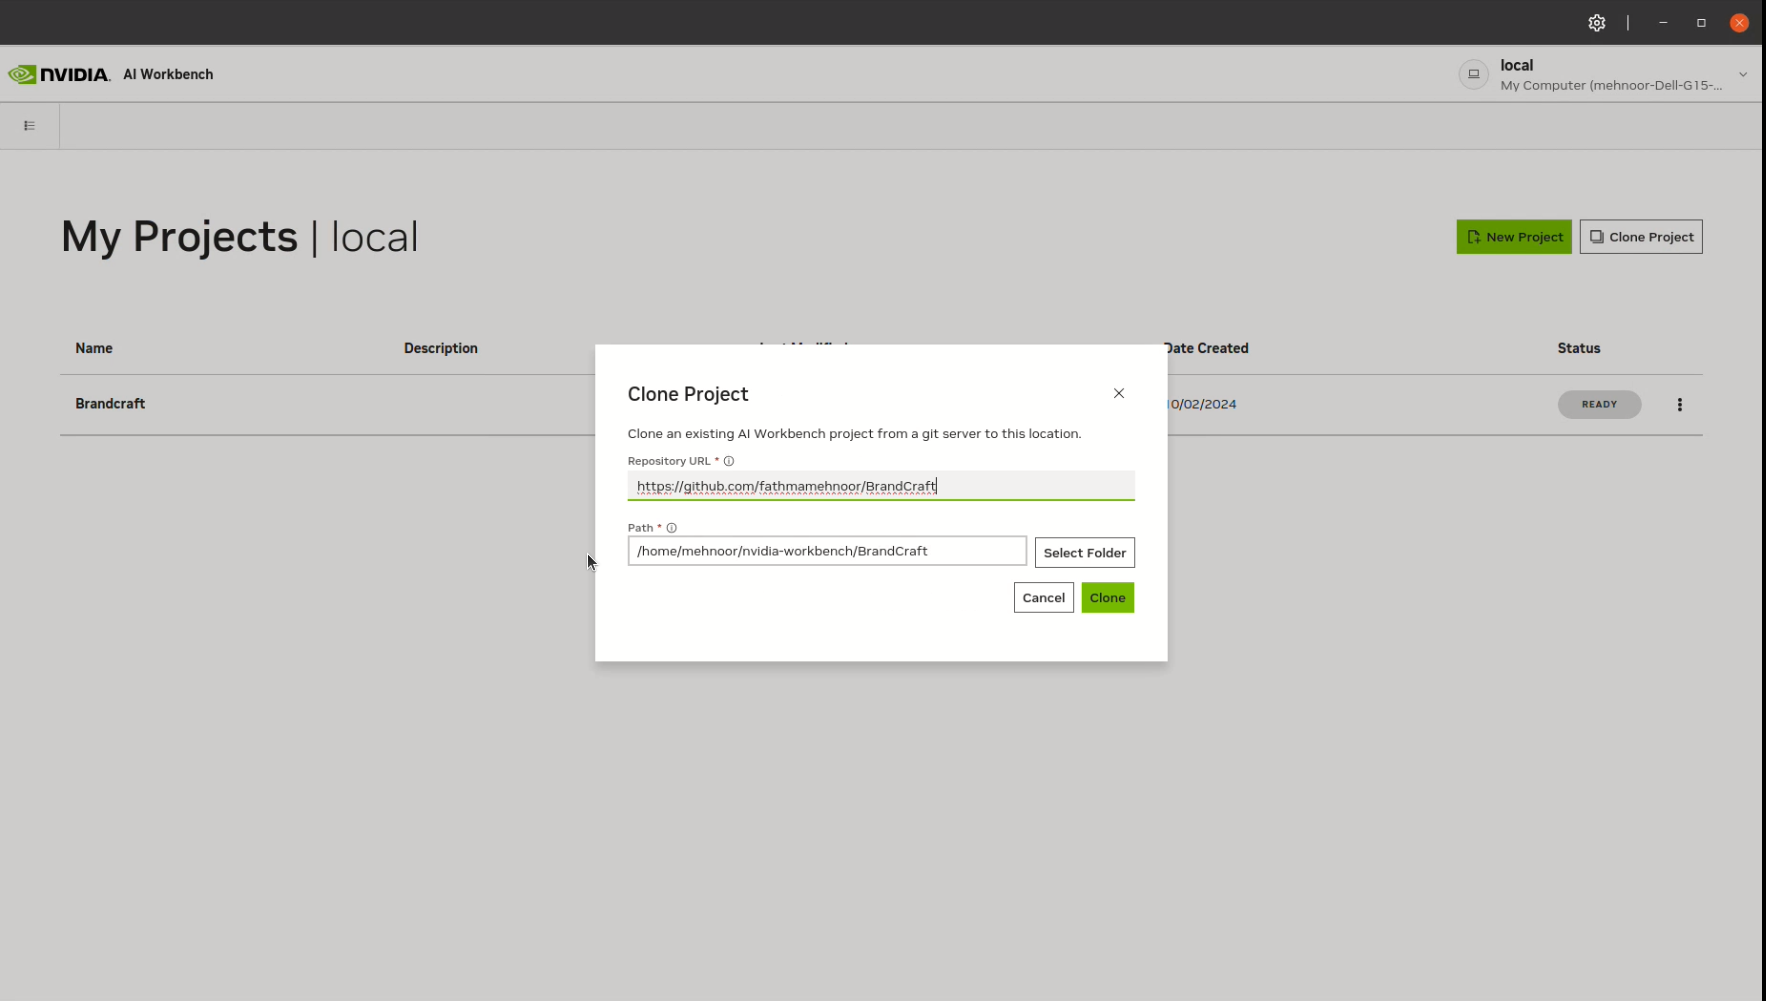 NVIDIA. AI Workbench
local
My Computer (mehnoor-Dell-G15-...
My Projects | local
New Project
Clone Project
Name Description Date Created Status
Brandcraft 10/02/2024 READY
Clone Project
Clone an existing AI Workbench project from a git server to this location.
Repository URL *
https://github.com/fathmamehnoor/BrandCraft
Path *
/home/mehnoor/nvidia-workbench/BrandCraft
Select Folder
Cancel Clone